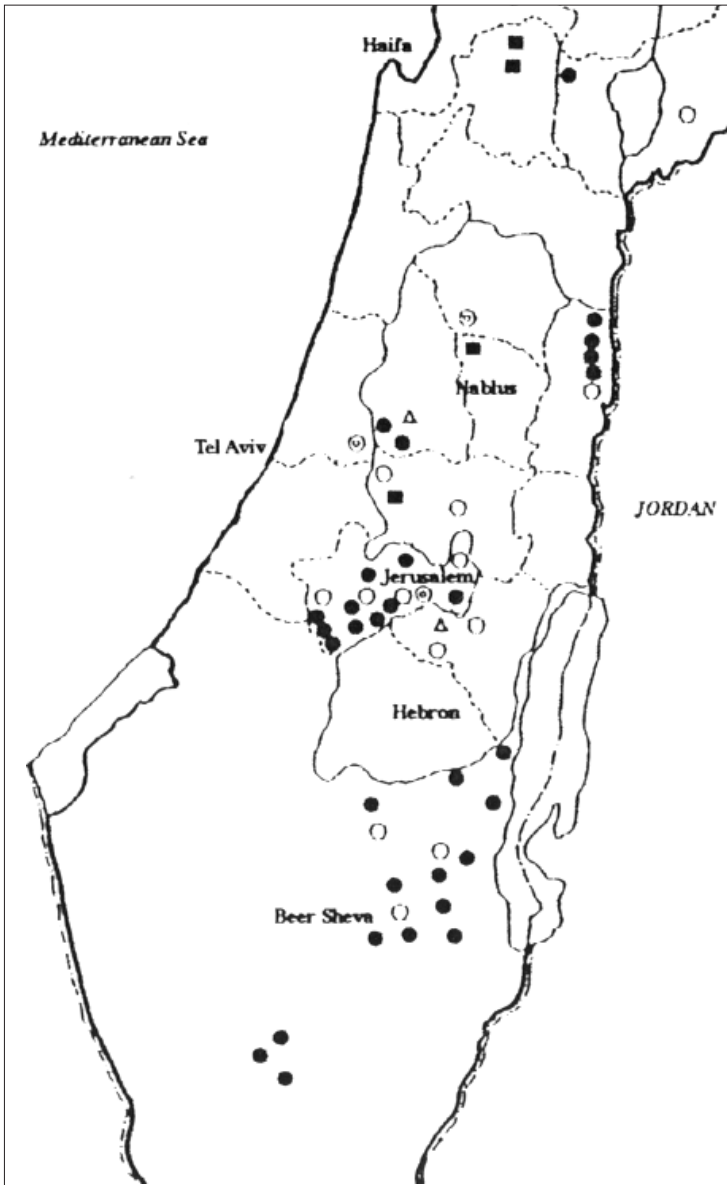 Haifa
Mediterranean Sea
Nablus
Tel Aviv
JORDAN
Jerusalem
Hebron
Beer Sheva